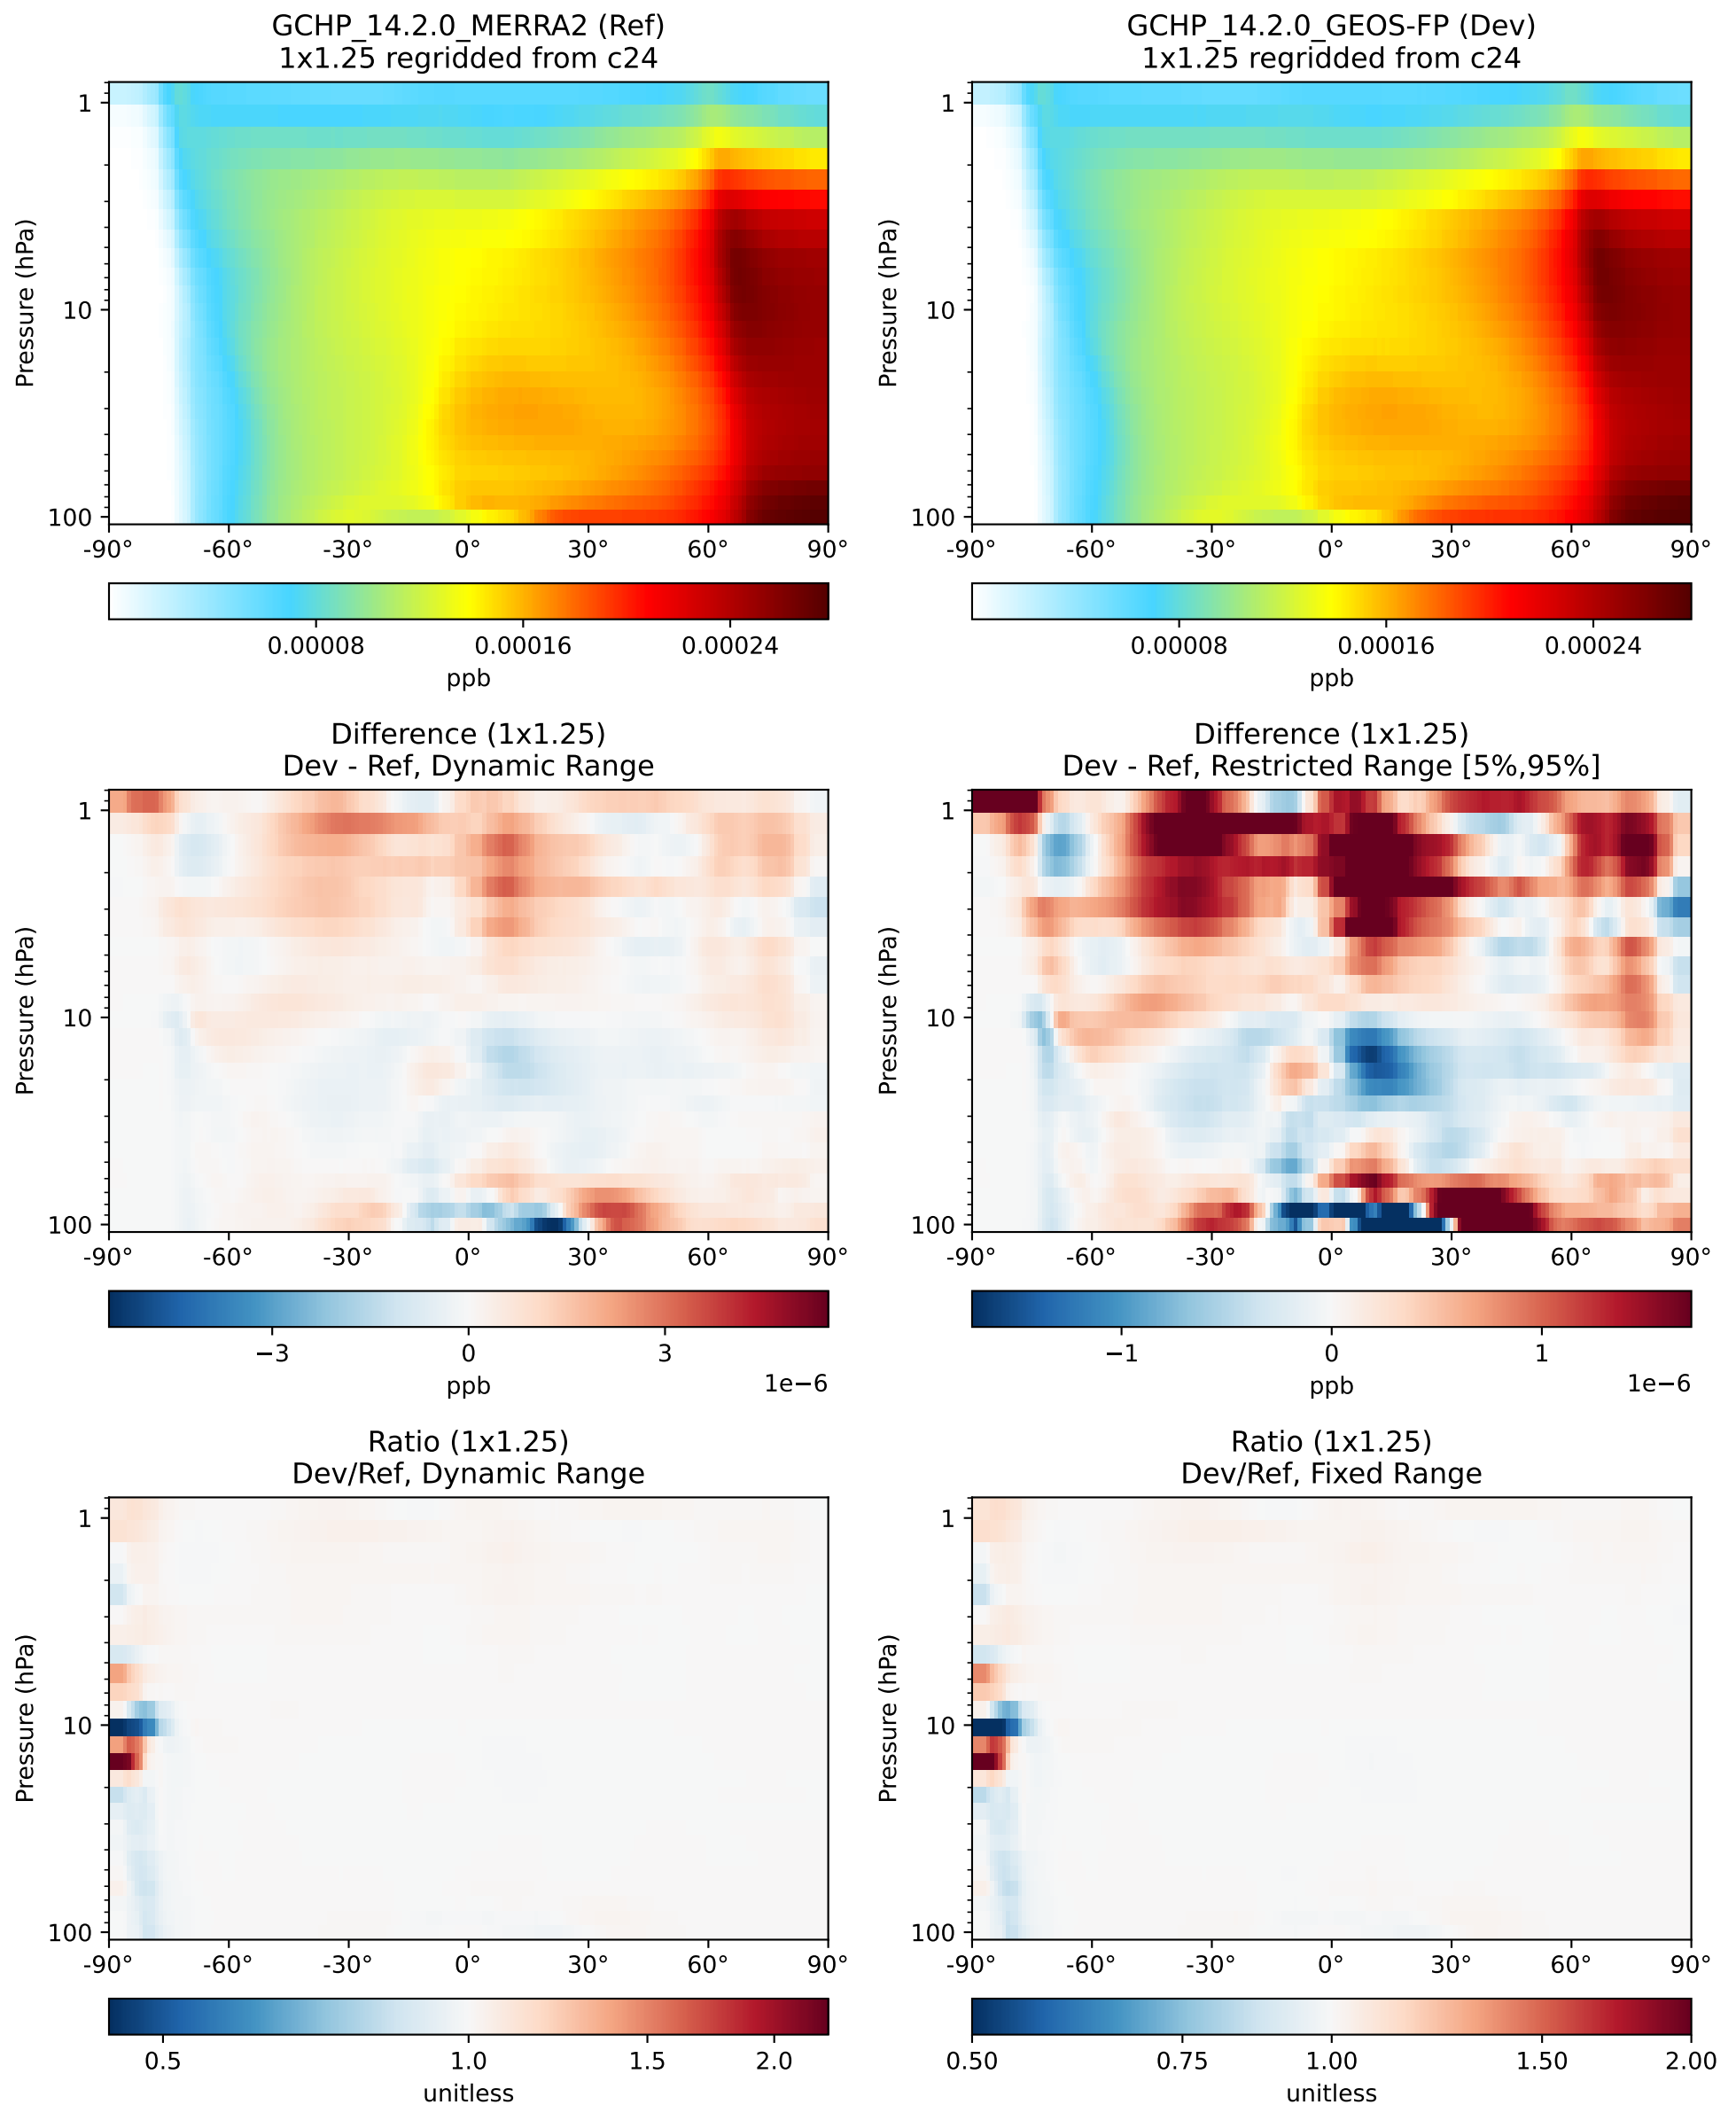 GCHP_14.2.0_MERRA2 (Ref)
1x1.25 regridded from c24
Pressure (hPa)
1
10
100
-90° -60° -30° 0° 30° 60° 90°
0.00008 0.00016 0.00024
ppb
GCHP_14.2.0_GEOS-FP (Dev)
1x1.25 regridded from c24
Pressure (hPa)
1
10
100
-90° -60° -30° 0° 30° 60° 90°
0.00008 0.00016 0.00024
ppb
Difference (1x1.25)
Dev - Ref, Dynamic Range
Pressure (hPa)
1
10
100
-90° -60° -30° 0° 30° 60° 90°
−3 0 3
ppb
1e−6
Difference (1x1.25)
Dev - Ref, Restricted Range [5%,95%]
Pressure (hPa)
1
10
100
-90° -60° -30° 0° 30° 60° 90°
−1 0 1
ppb
1e−6
Ratio (1x1.25)
Dev/Ref, Dynamic Range
Pressure (hPa)
1
10
100
-90° -60° -30° 0° 30° 60° 90°
0.5 1.0 1.5 2.0
unitless
Ratio (1x1.25)
Dev/Ref, Fixed Range
Pressure (hPa)
1
10
100
-90° -60° -30° 0° 30° 60° 90°
0.50 0.75 1.00 1.50 2.00
unitless